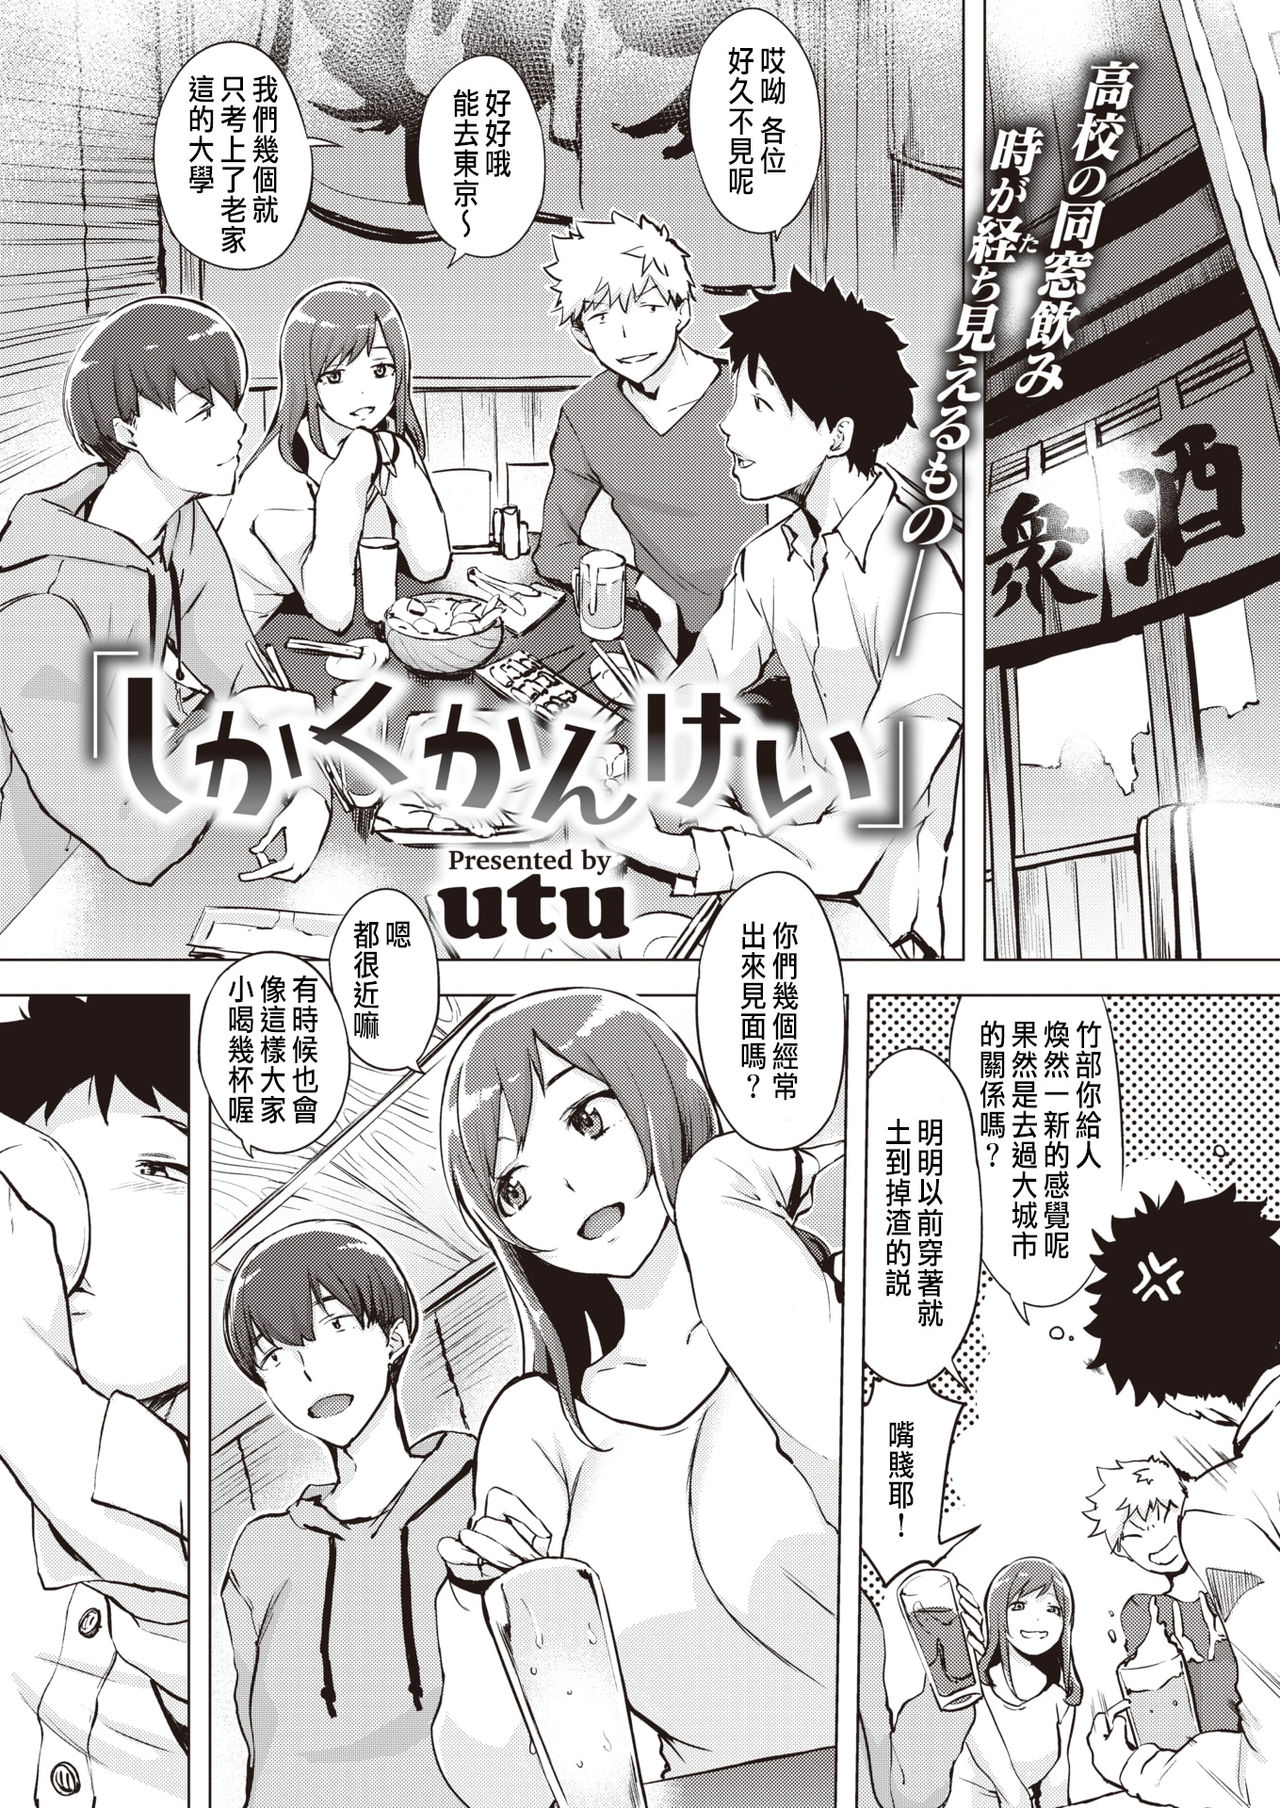 高校の同窓飲み
時が経ち見えるもの——
た
酒
衆
哎呦 各位
好久不見呢
好好哦
能去東京～
我們幾個就
只考上了老家
這的大學
「しかくかんけい」
Presented by
utu
竹部你給人
煥然一新的感覺呢
果然是去過大城市
的關係嗎？
明明以前穿著就
土到掉渣的説
嘴賤耶！
你們幾個經常
出來見面嗎？
嗯
都很近嘛
有時候也會
像這樣大家
小喝幾杯喔